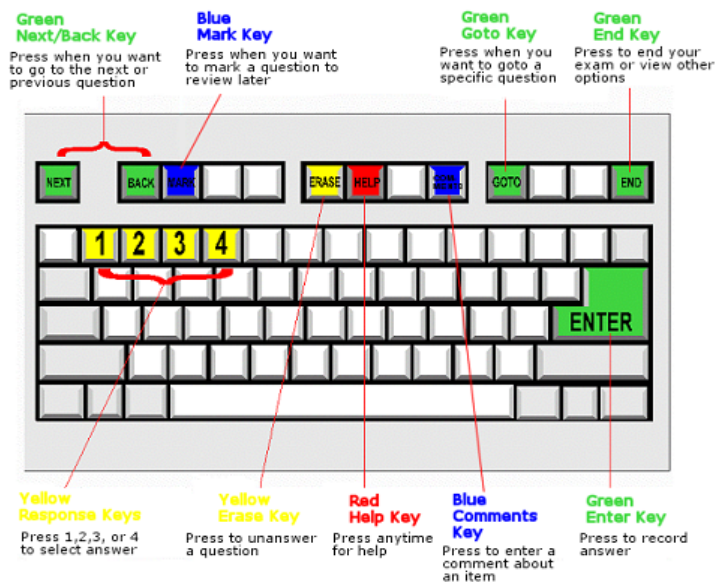 Green
Next/Back Key
Press when you want
to go to the next or
previous question
Blue
Mark Key
Press when you want
to mark a question to
review later
Green
Goto Key
Press when you
want to goto a
specific question
Green
End Key
Press to end your
exam or view other
options
NEXT
BACK
MARK
ERASE
HELP
COM
MENTS
GOTO
END
1
2
3
4
ENTER
Yellow
Response Keys
Press 1,2,3, or 4
to select answer
Yellow
Erase Key
Press to unanswer
a question
Red
Help Key
Press anytime
for help
Blue
Comments
Key
Press to enter a
comment about
an item
Green
Enter Key
Press to record
answer